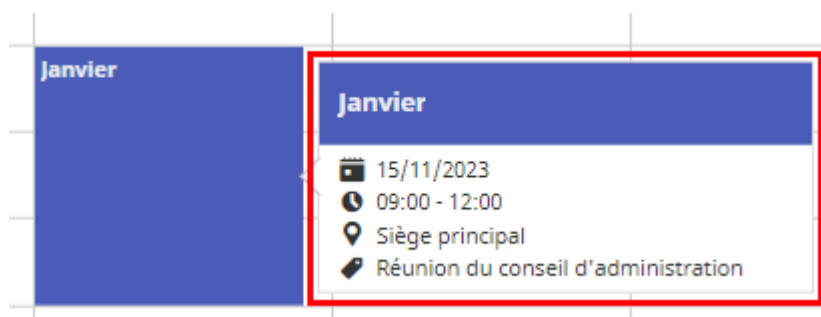 Janvier
Janvier
15/11/2023
09:00 - 12:00
Siège principal
Réunion du conseil d'administration